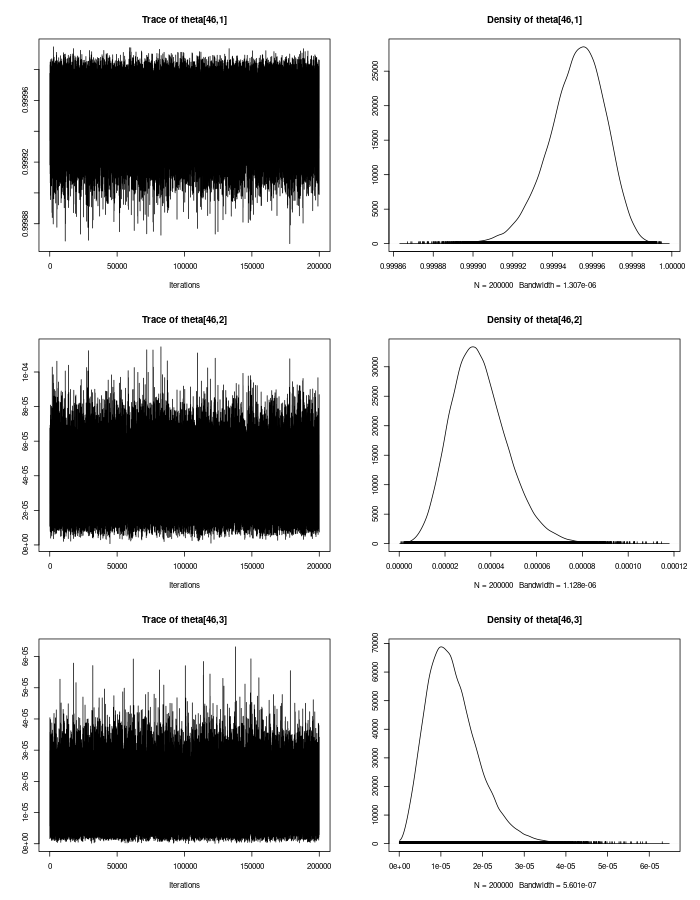 Trace of theta[46,1]
Density of theta[46,1]
0.99988
0.99992
0.99996
0
50000
100000
150000
200000
Iterations
0
5000
10000
15000
20000
25000
0.99986
0.99988
0.99990
0.99992
0.99994
0.99996
0.99998
1.00000
N = 200000 Bandwidth = 1.307e-06
Trace of theta[46,2]
Density of theta[46,2]
0e+00
2e-05
4e-05
6e-05
8e-05
1e-04
0
50000
100000
150000
200000
Iterations
0
5000
10000
15000
20000
25000
30000
0.00000
0.00002
0.00004
0.00006
0.00008
0.00010
0.00012
N = 200000 Bandwidth = 1.128e-06
Trace of theta[46,3]
Density of theta[46,3]
0e+00
1e-05
2e-05
3e-05
4e-05
5e-05
6e-05
0
50000
100000
150000
200000
Iterations
0
10000
20000
30000
40000
50000
60000
70000
0e+00
1e-05
2e-05
3e-05
4e-05
5e-05
6e-05
N = 200000 Bandwidth = 5.601e-07